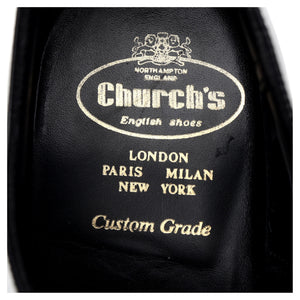 NORTHAMPTON
ENGLAND
Church's
English shoes
LONDON
PARIS MILAN
NEW YORK
Custom Grade